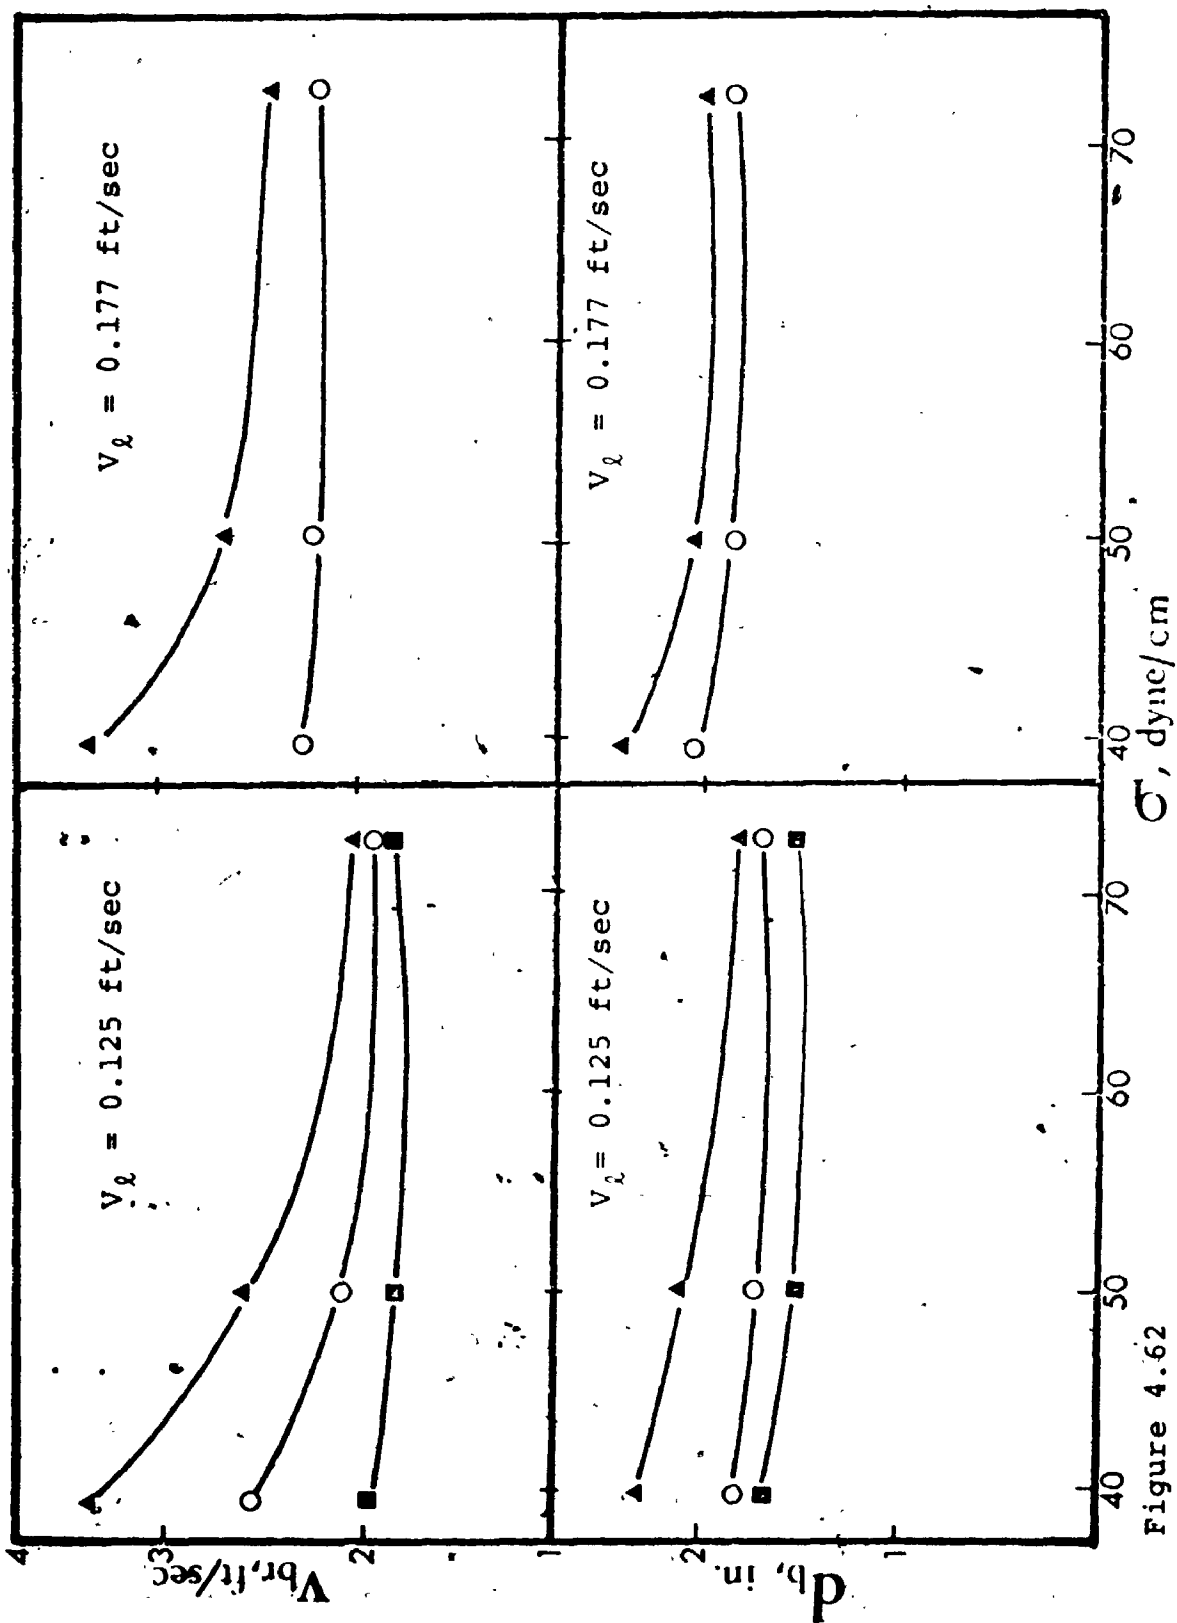 4
3
2
1
V_br, ft/sec
V_ℓ = 0.125 ft/sec
V_ℓ = 0.177 ft/sec
2
1
d_b, in.
V_ℓ = 0.125 ft/sec
V_ℓ = 0.177 ft/sec
40 50 60 70 40 50 60 70
σ, dync/cm
Figure 4.62